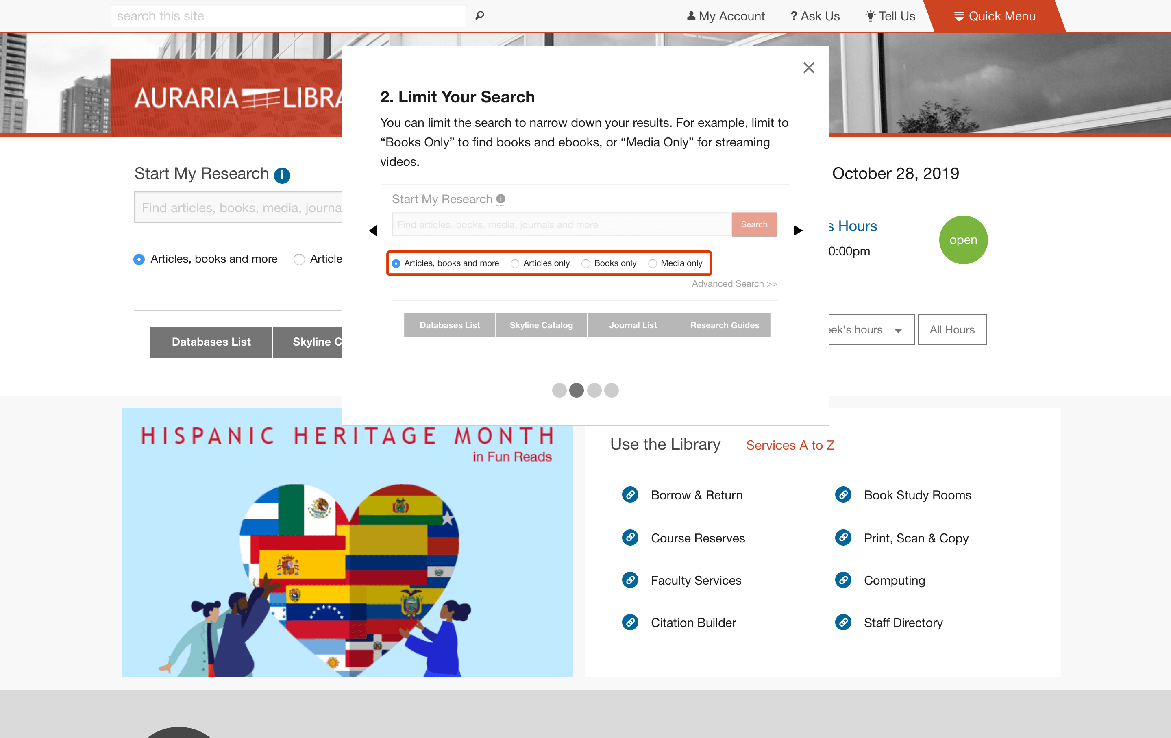 search this site
My Account
? Ask Us
Tell Us
Quick Menu
AURARIA LIBRA
2. Limit Your Search
You can limit the search to narrow down your results. For example, limit to
“Books Only” to find books and ebooks, or “Media Only” for streaming
videos.
Start My Research i
Find articles, books, media, journals and more
Search
Articles, books and more
Articles only
Books only
Media only
Advanced Search >>
Databases List
Skyline Catalog
Journal List
Research Guides
Start My Research i
Find articles, books, media, journa
Articles, books and more
Article
Databases List
Skyline C
October 28, 2019
s Hours
0:00pm
open
ek's hours
All Hours
HISPANIC HERITAGE MONTH
in Fun Reads
Use the Library
Services A to Z
Borrow & Return
Book Study Rooms
Course Reserves
Print, Scan & Copy
Faculty Services
Computing
Citation Builder
Staff Directory